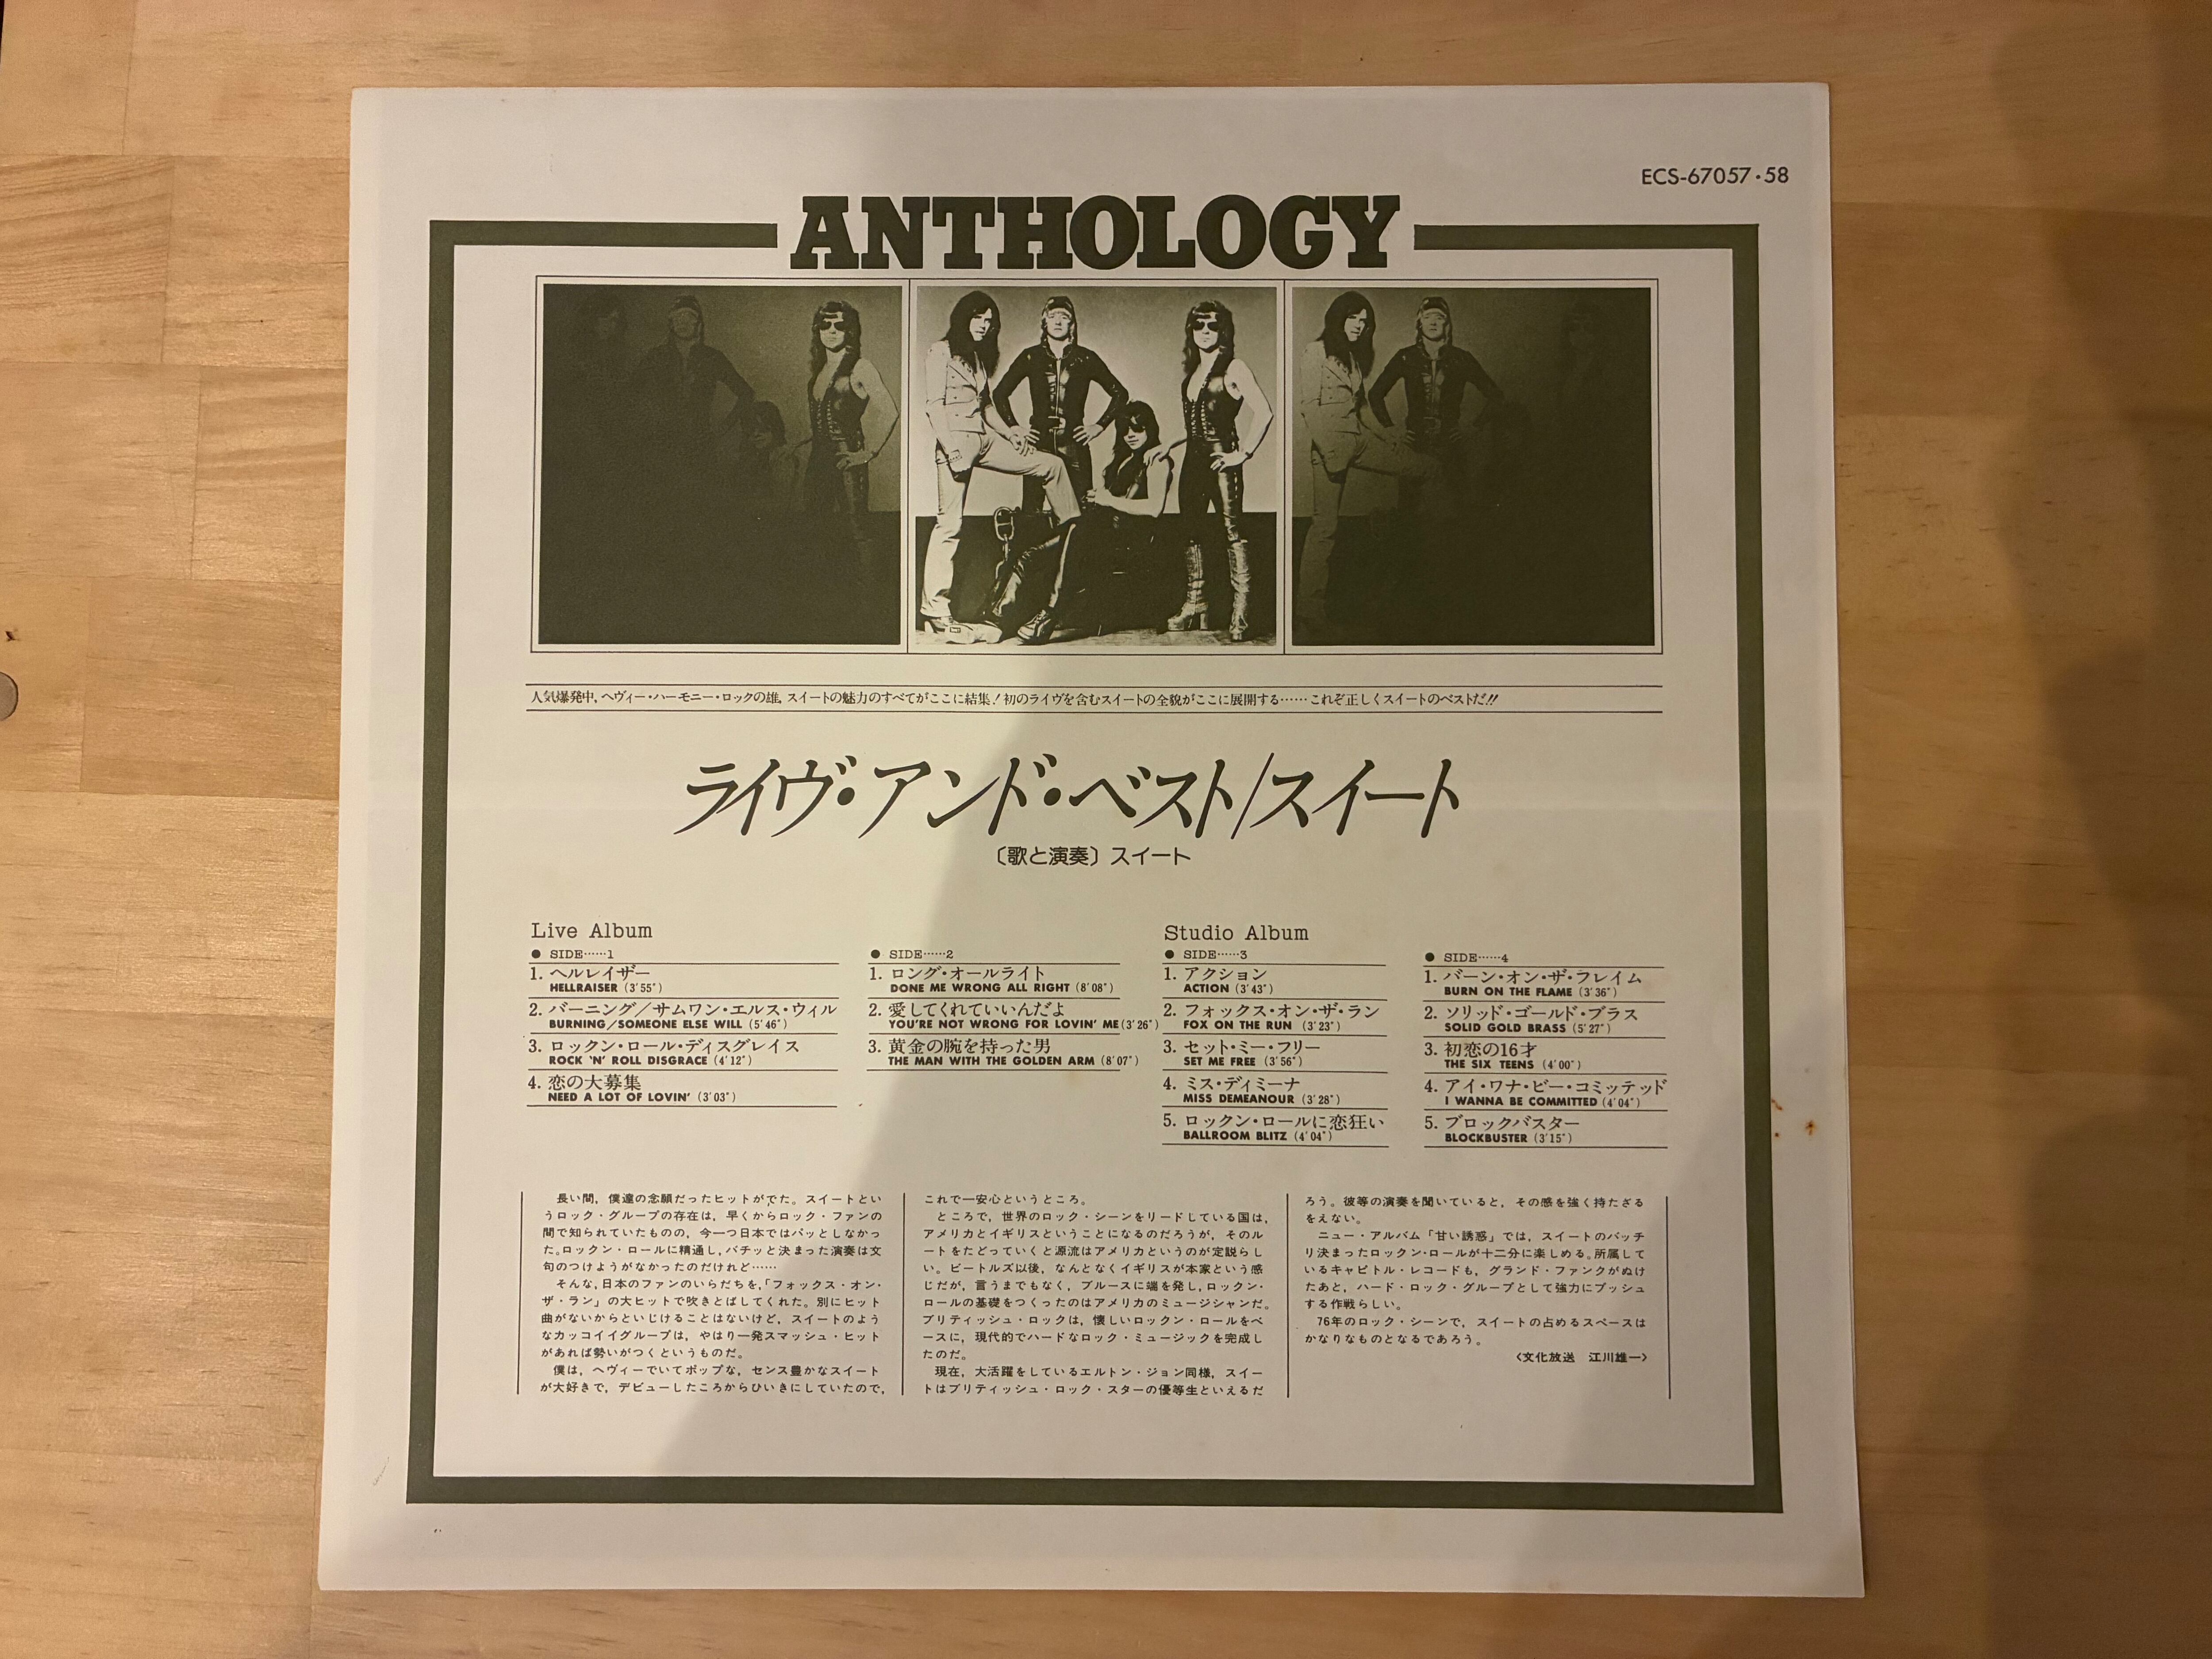 ECS-67057・58
ANTHOLOGY
人気爆発中，ヘヴィー・ハーモニー・ロックの雄，スイートの魅力のすべてがここに結集！初のライヴを含むスイートの全貌がここに展開する……これぞ正しくスイートのベストだ!!
ライヴ・アンド・ベスト/スイート
〔歌と演奏〕スイート
Live Album
● SIDE……1
1. ヘルレイザー
HELLRAISER (3'55")
2. バーニング／サムワン・エルス・ウィル
BURNING／SOMEONE ELSE WILL (5'46")
3. ロックン・ロール・ディスグレイス
ROCK 'N' ROLL DISGRACE (4'12")
4. 恋の大募集
NEED A LOT OF LOVIN' (3'03")
● SIDE……2
1. ロング・オールライト
DONE ME WRONG ALL RIGHT (8'08")
2. 愛してくれていいんだよ
YOU'RE NOT WRONG FOR LOVIN' ME (3'26")
3. 黄金の腕を持った男
THE MAN WITH THE GOLDEN ARM (8'07")
Studio Album
● SIDE……3
1. アクション
ACTION (3'43")
2. フォックス・オン・ザ・ラン
FOX ON THE RUN (3'23")
3. セット・ミー・フリー
SET ME FREE (3'56")
4. ミス・ディミーナ
MISS DEMEANOUR (3'28")
5. ロックン・ロールに恋狂い
BALLROOM BLITZ (4'04")
● SIDE……4
1. バーン・オン・ザ・フレイム
BURN ON THE FLAME (3'36")
2. ソリッド・ゴールド・ブラス
SOLID GOLD BRASS (5'27")
3. 初恋の16才
THE SIX TEENS (4'00")
4. アイ・ワナ・ビー・コミッテッド
I WANNA BE COMMITTED (4'04")
5. ブロックバスター
BLOCKBUSTER (3'15")
長い間，僕達の念願だったヒットがでた。スイートとい
うロック・グループの存在は，早くからロック・ファンの
間で知られていたものの，今一つ日本ではパッとしなかっ
た。ロックン・ロールに精通し，バチッと決まった演奏は文
句のつけようがなかったのだけれど……
そんな，日本のファンのいらだちを，「フォックス・オン・
ザ・ラン」の大ヒットで吹きとばしてくれた。別にヒット
曲がないからといじけることはないけど，スイートのよう
なカッコイイグループは，やはり一発スマッシュ・ヒット
があれば勢いがつくというものだ。
僕は，ヘヴィーでいてポップな，センス豊かなスイート
が大好きで，デビューしたころからひいきにしていたので，
これで一安心というところ。
ところで，世界のロック・シーンをリードしている国は，
アメリカとイギリスということになるのだろうが，そのル
ートをたどっていくと源流はアメリカというのが定説らし
い。ビートルズ以後，なんとなくイギリスが本家という感
じだが，言うまでもなく，ブルースに端を発し，ロックン・
ロールの基礎をつくったのはアメリカのミュージシャンだ。
ブリティッシュ・ロックは，懐しいロックン・ロールをベ
ースに，現代的でハードなロック・ミュージックを完成し
たのだ。
現在，大活躍をしているエルトン・ジョン同様，スイー
トはブリティッシュ・ロック・スターの優等生といえるだ
ろう。彼等の演奏を聞いていると，その感を強く持たざる
をえない。
ニュー・アルバム「甘い誘惑」では，スイートのバッチ
リ決まったロックン・ロールが十二分に楽しめる。所属して
いるキャピトル・レコードも，グランド・ファンクがぬけ
たあと，ハード・ロック・グループとして強力にプッシュ
する作戦らしい。
76年のロック・シーンで，スイートの占めるスペースは
かなりなものとなるであろう。
〈文化放送　江川雄一〉